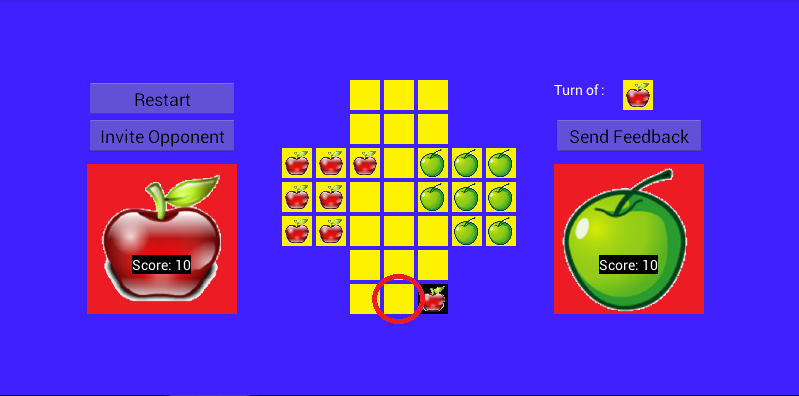 Restart
Invite Opponent
Score: 10
Turn of :
Send Feedback
Score: 10